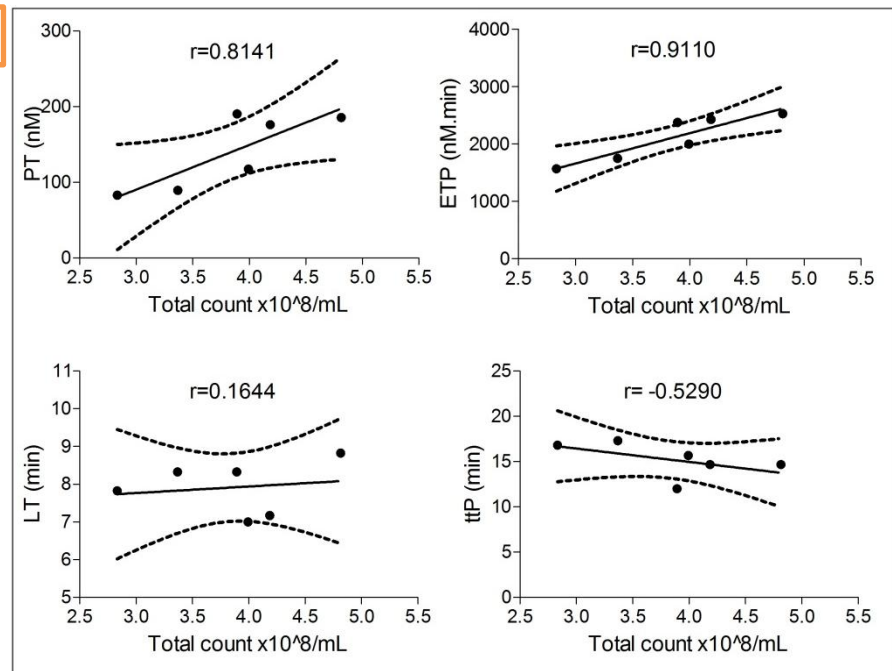 r=0.8141
PT (nM)
300
200
100
0
2.5 3.0 3.5 4.0 4.5 5.0 5.5
Total count x10^8/mL
r=0.9110
ETP (nM.min)
4000
3000
2000
1000
0
2.5 3.0 3.5 4.0 4.5 5.0 5.5
Total count x10^8/mL
r=0.1644
LT (min)
11
10
9
8
7
6
5
2.5 3.0 3.5 4.0 4.5 5.0 5.5
Total count x10^8/mL
r= -0.5290
ttP (min)
25
20
15
10
5
0
2.5 3.0 3.5 4.0 4.5 5.0 5.5
Total count x10^8/mL